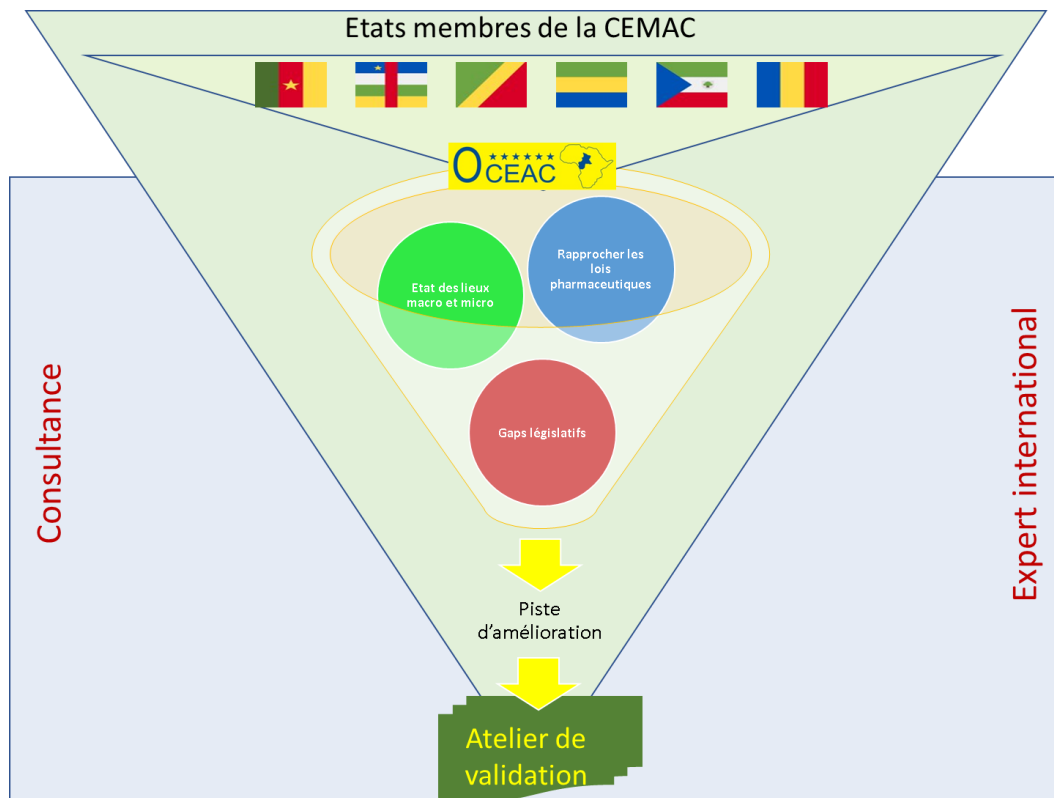 Etats membres de la CEMAC
OCEAC
Rapprocher les
lois
pharmaceutiques
Etat des lieux
macro et micro
Gaps législatifs
Consultance
Expert international
Piste
d’amélioration
Atelier de
validation